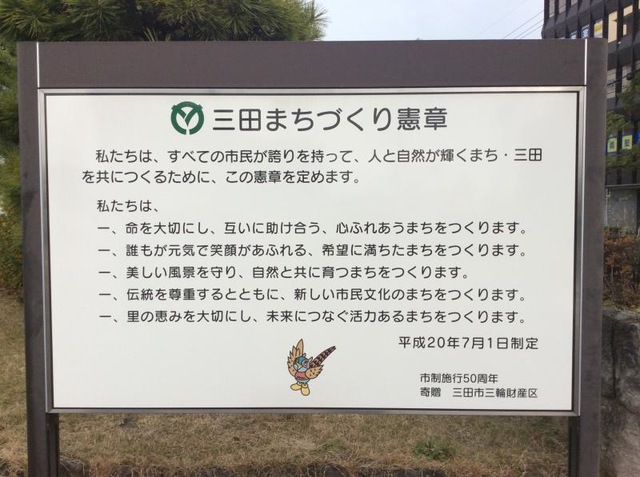 三田まちづくり憲章
私たちは、すべての市民が誇りを持って、人と自然が輝くまち・三田
を共につくるために、この憲章を定めます。
私たちは、
一、命を大切にし、互いに助け合う、心ふれあうまちをつくります。
一、誰もが元気で笑顔があふれる、希望に満ちたまちをつくります。
一、美しい風景を守り、自然と共に育つまちをつくります。
一、伝統を尊重するとともに、新しい市民文化のまちをつくります。
一、里の恵みを大切にし、未来につなぐ活力あるまちをつくります。
平成20年7月1日制定
市制施行50周年
寄贈　三田市三輪財産区